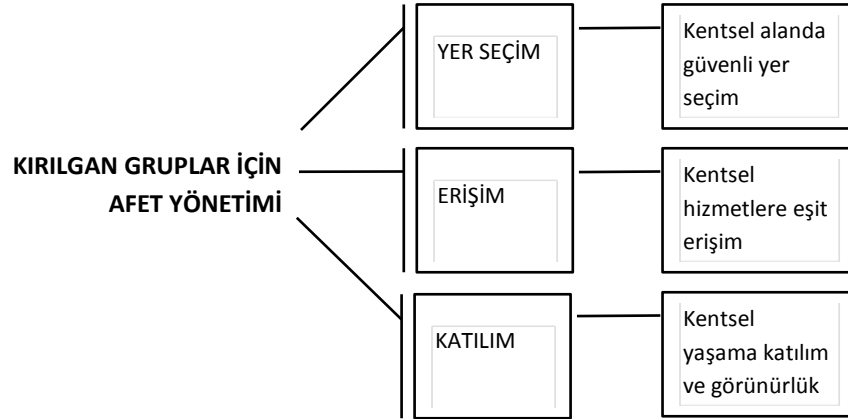 KIRILGAN GRUPLAR İÇİN
AFET YÖNETİMİ
YER SEÇİM
Kentsel alanda
güvenli yer
seçim
ERİŞİM
Kentsel
hizmetlere eşit
erişim
KATILIM
Kentsel
yaşama katılım
ve görünürlük